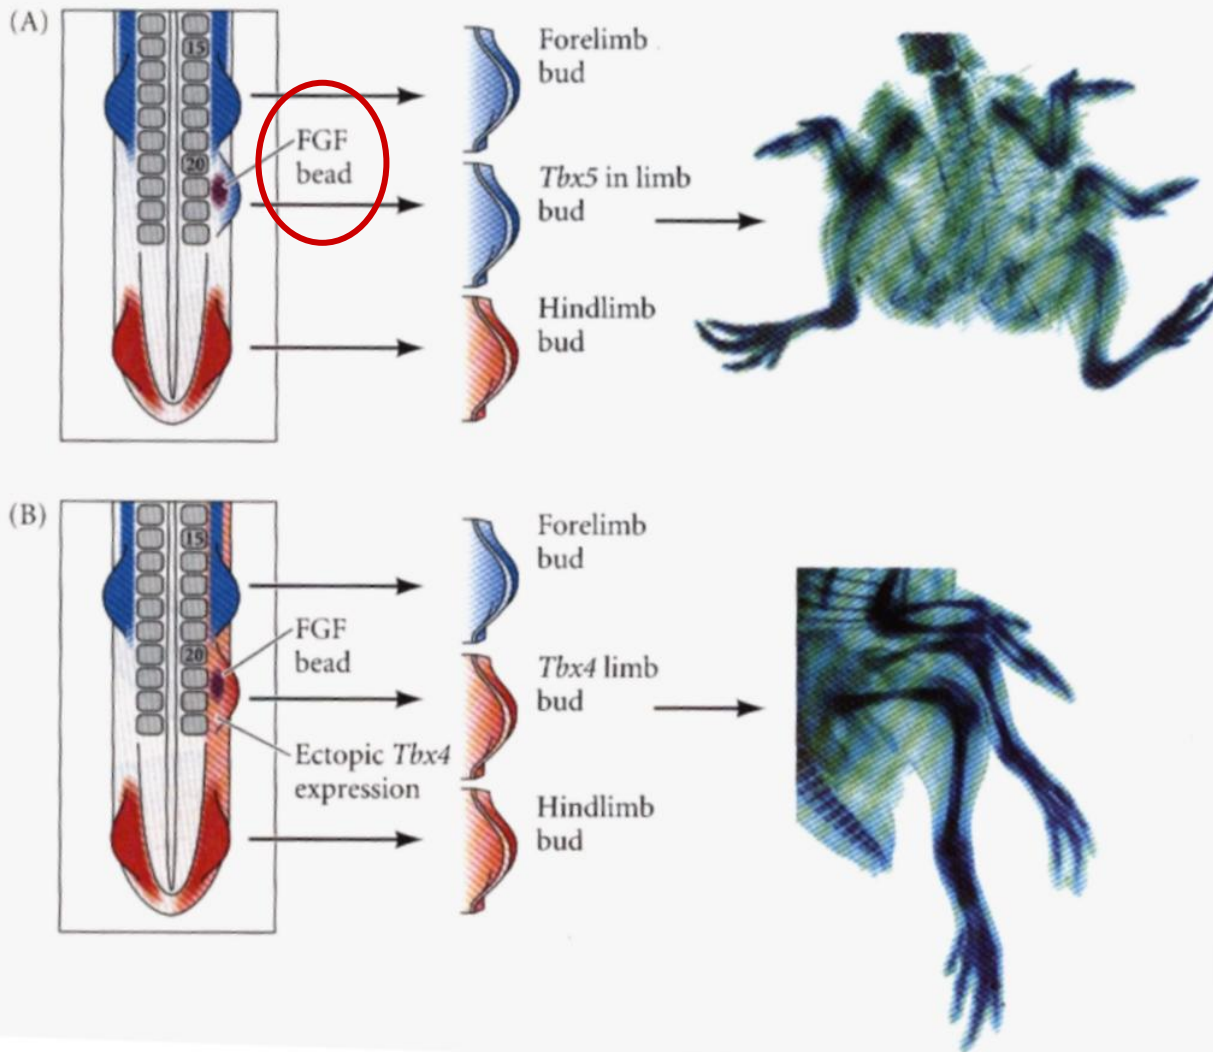 (A)
15
20
FGF
bead
Forelimb
bud
Tbx5 in limb
bud
Hindlimb
bud
(B)
15
20
FGF
bead
Ectopic Tbx4
expression
Forelimb
bud
Tbx4 limb
bud
Hindlimb
bud